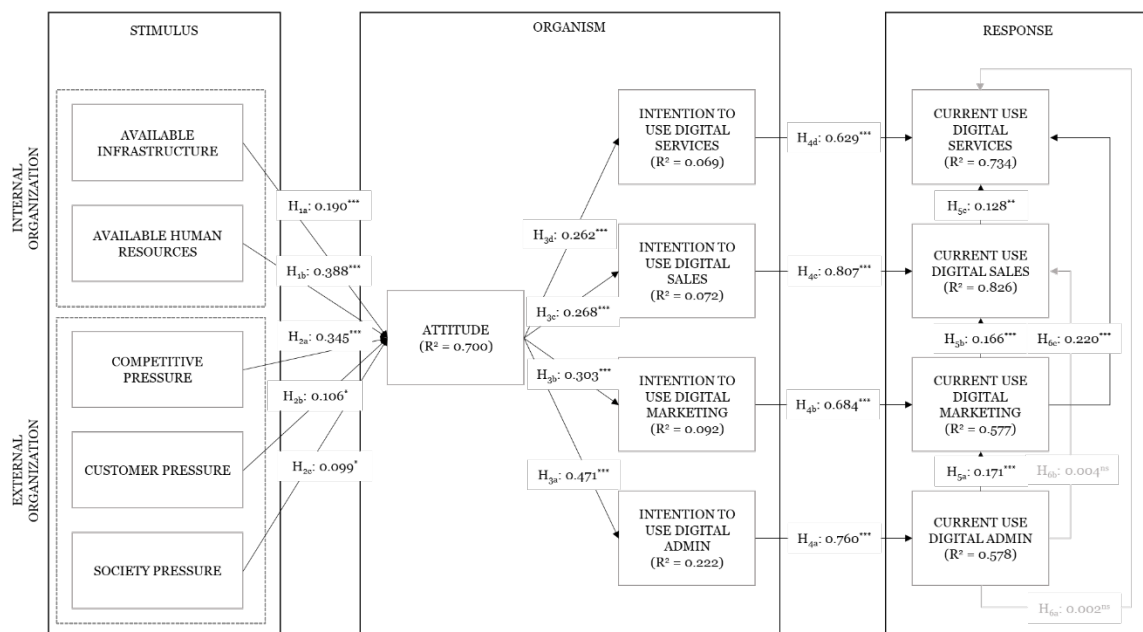 STIMULUS
ORGANISM
RESPONSE
INTERNAL
ORGANIZATION
AVAILABLE
INFRASTRUCTURE
AVAILABLE HUMAN
RESOURCES
EXTERNAL
ORGANIZATION
COMPETITIVE
PRESSURE
CUSTOMER PRESSURE
SOCIETY PRESSURE
H1a: 0.190***
H1b: 0.388***
H2a: 0.345***
H2b: 0.106*
H2c: 0.099*
ATTITUDE
(R² = 0.700)
H3d: 0.262***
H3c: 0.268***
H3b: 0.303***
H3a: 0.471***
INTENTION TO
USE DIGITAL
SERVICES
(R² = 0.069)
INTENTION TO
USE DIGITAL
SALES
(R² = 0.072)
INTENTION TO
USE DIGITAL
MARKETING
(R² = 0.092)
INTENTION TO
USE DIGITAL
ADMIN
(R² = 0.222)
H4d: 0.629***
H4c: 0.807***
H4b: 0.684***
H4a: 0.760***
CURRENT USE
DIGITAL
SERVICES
(R² = 0.734)
H5c: 0.128**
CURRENT USE
DIGITAL SALES
(R² = 0.826)
H5b: 0.166***
H6c: 0.220***
CURRENT USE
DIGITAL
MARKETING
(R² = 0.577)
H5a: 0.171***
H6b: 0.004ns
CURRENT USE
DIGITAL ADMIN
(R² = 0.578)
H6a: 0.002ns